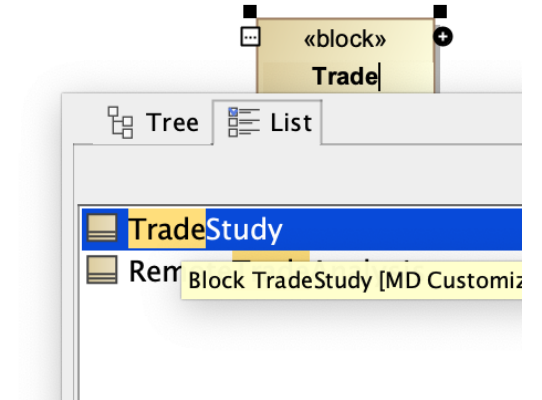 «block»
Trade
Tree
List
TradeStudy
Rem
Block TradeStudy [MD Customiz